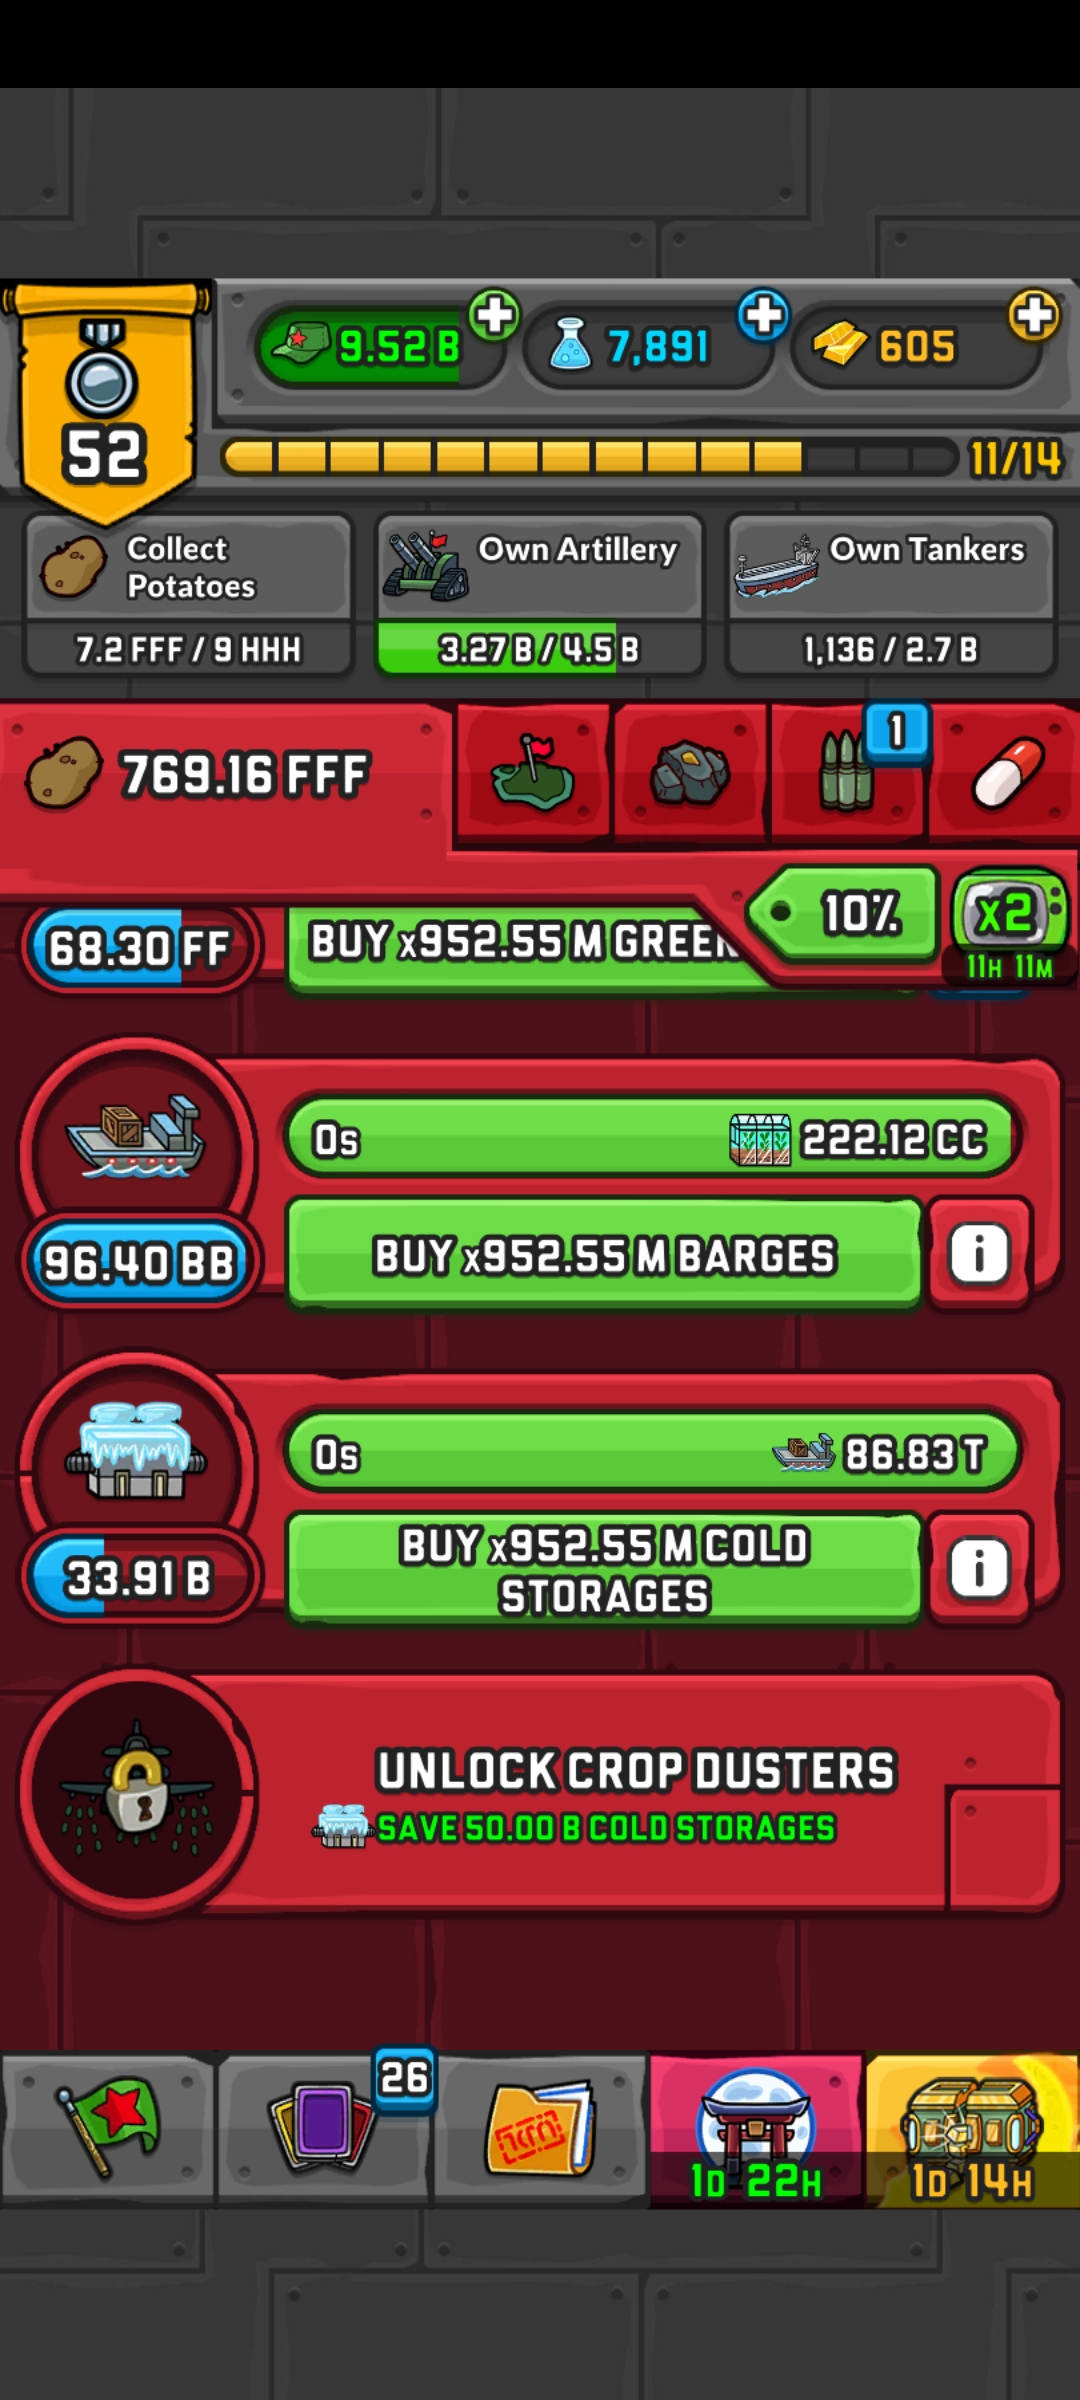 9.52 B
7,891
605
52
11/14
Collect
Potatoes
7.2 FFF / 9 HHH
Own Artillery
3.27 B / 4.5 B
Own Tankers
1,136 / 2.7 B
769.16 FFF
1
10%
x2
11H 11M
68.30 FF
BUY x952.55 M GREEN
0s
222.12 CC
96.40 BB
BUY x952.55 M BARGES
i
0s
86.83 T
33.91 B
BUY x952.55 M COLD
STORAGES
i
UNLOCK CROP DUSTERS
SAVE 50.00 B COLD STORAGES
26
1D 22H
1D 14H